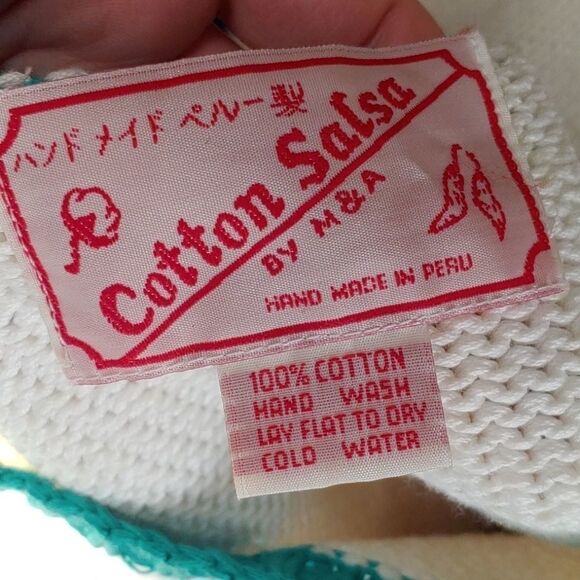 ハンド メイド ペルー製
Cotton Salsa
BY M&A
HAND MADE IN PERU
100% COTTON
HAND WASH
LAY FLAT TO DRY
COLD WATER